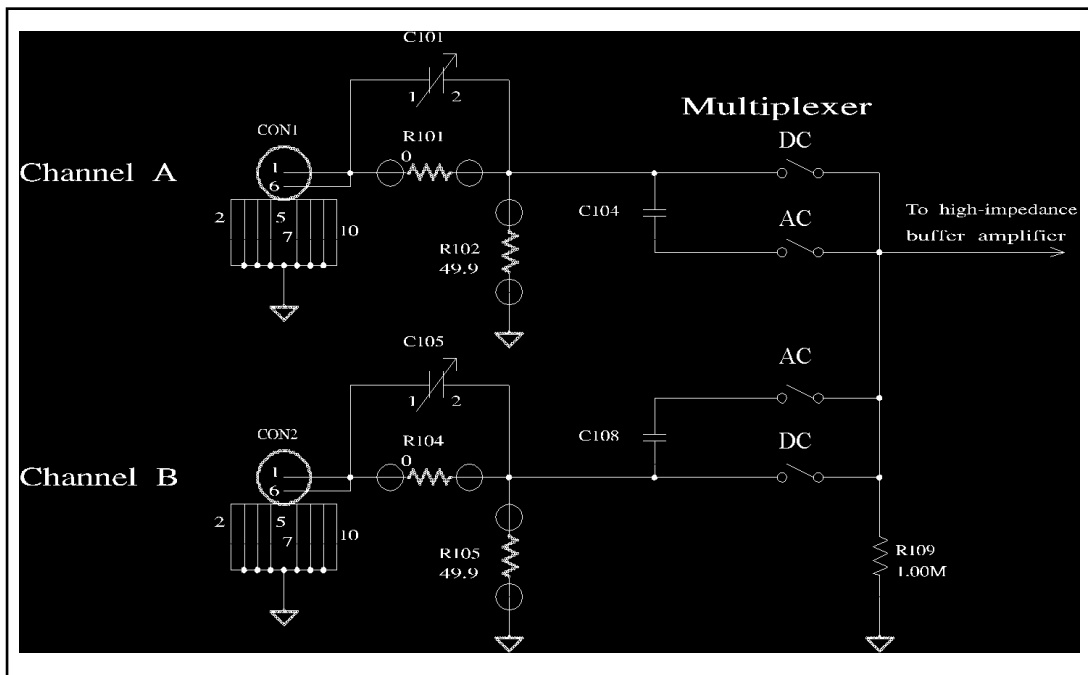 C101
1 2
Multiplexer
CON1
R101
0
DC
Channel A
1
6
C104
AC
To high-impedance
buffer amplifier
2 5 10
7
R102
49.9
C105
AC
1 2
CON2
R104
0
C108
DC
Channel B
1
6
2 5 10
7
R105
49.9
R109
1.00M